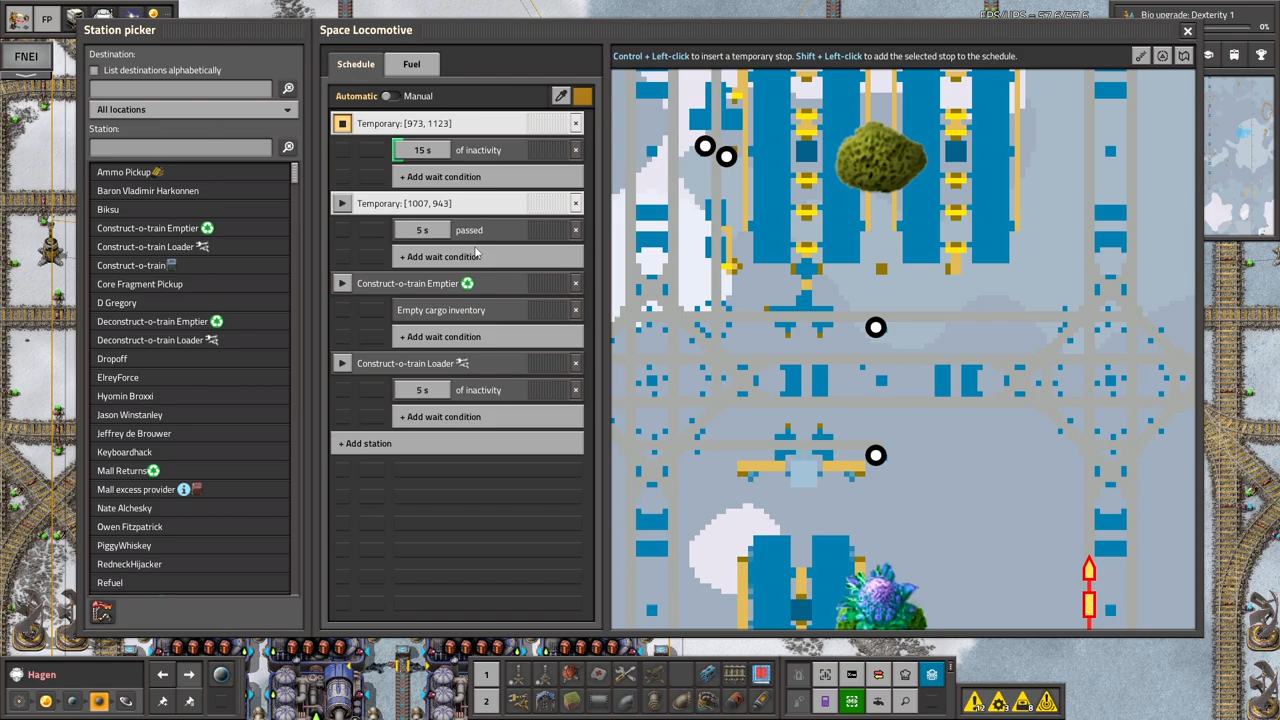 FP
FNEI
Station picker
Destination:
List destinations alphabetically
All locations
Station:
Ammo Pickup
Baron Vladimir Harkonnen
Biksu
Construct-o-train Emptier
Construct-o-train Loader
Construct-o-train
Core Fragment Pickup
D Gregory
Deconstruct-o-train Emptier
Deconstruct-o-train Loader
Dropoff
ElreyForce
Hyomin Broxxi
Jason Winstanley
Jeffrey de Brouwer
Keyboardhack
Mall Returns
Mall excess provider
Nate Alchesky
Owen Fitzpatrick
PiggyWhiskey
RedneckHijacker
Refuel
Space Locomotive
Schedule
Fuel
Automatic
Manual
Temporary: [973, 1123]
15 s of inactivity
+ Add wait condition
Temporary: [1007, 943]
5 s passed
+ Add wait condition
Construct-o-train Emptier
Empty cargo inventory
+ Add wait condition
Construct-o-train Loader
5 s of inactivity
+ Add wait condition
+ Add station
Control + Left-click to insert a temporary stop. Shift + Left-click to add the selected stop to the schedule.
Bio upgrade: Dexterity 1
0%
Hagen
1
2